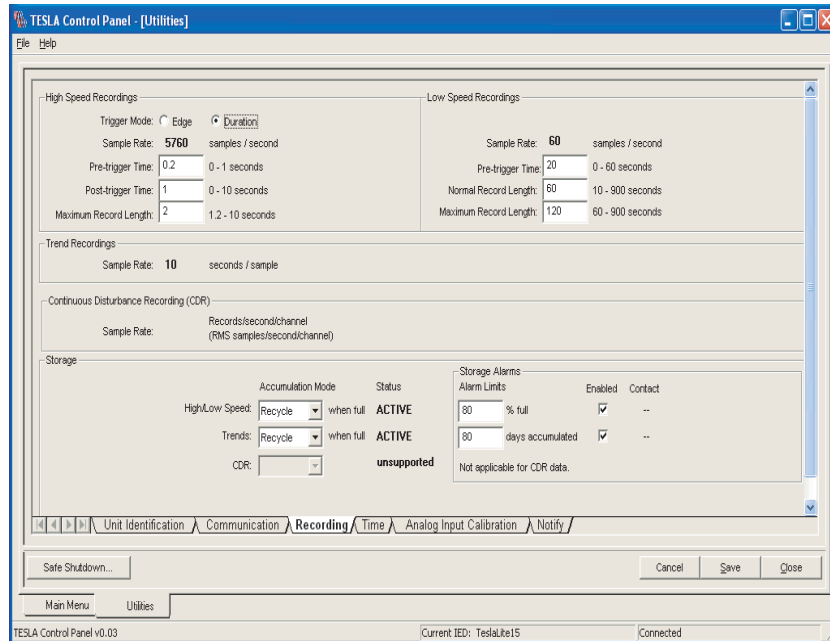 TESLA Control Panel - [Utilities]
File Help
High Speed Recordings
Trigger Mode: Edge Duration
Sample Rate: 5760 samples / second
Pre-trigger Time: 0.2 0 - 1 seconds
Post-trigger Time: 1 0 - 10 seconds
Maximum Record Length: 2 1.2 - 10 seconds
Low Speed Recordings
Sample Rate: 60 samples / second
Pre-trigger Time: 20 0 - 60 seconds
Normal Record Length: 60 10 - 900 seconds
Maximum Record Length: 120 60 - 900 seconds
Trend Recordings
Sample Rate: 10 seconds / sample
Continuous Disturbance Recording (CDR)
Sample Rate: Records/second/channel
(RMS samples/second/channel)
Storage
Accumulation Mode Status
High/Low Speed: Recycle when full ACTIVE
Trends: Recycle when full ACTIVE
CDR: unsupported
Storage Alarms
Alarm Limits Enabled Contact
80 % full --
80 days accumulated --
Not applicable for CDR data.
Unit Identification Communication Recording Time Analog Input Calibration Notify
Safe Shutdown... Cancel Save Close
Main Menu Utilities
TESLA Control Panel v0.03 Current IED: TeslaLite15 Connected